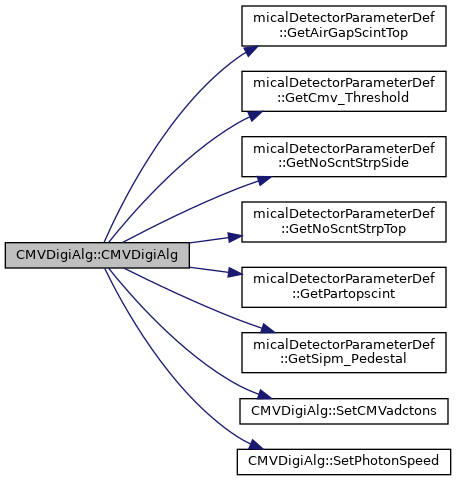 micalDetectorParameterDef
::GetAirGapScintTop
micalDetectorParameterDef
::GetCmv_Threshold
micalDetectorParameterDef
::GetNoScntStrpSide
micalDetectorParameterDef
::GetNoScntStrpTop
CMVDigiAlg::CMVDigiAlg
micalDetectorParameterDef
::GetPartopscint
micalDetectorParameterDef
::GetSipm_Pedestal
CMVDigiAlg::SetCMVadctons
CMVDigiAlg::SetPhotonSpeed